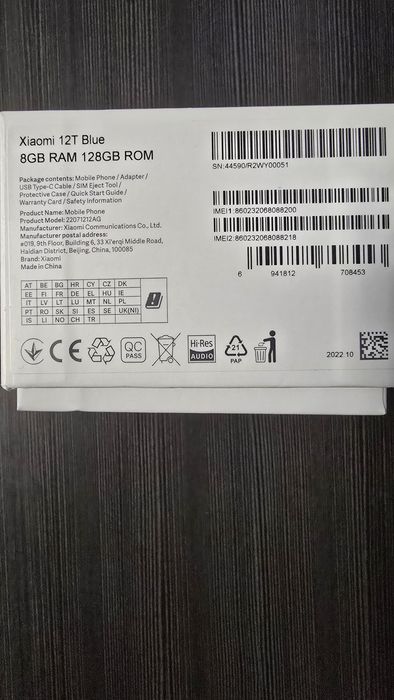 Xiaomi 12T Blue
8GB RAM 128GB ROM
Package contents: Mobile Phone / Adapter /
USB Type-C Cable / SIM Eject Tool /
Protective Case / Quick Start Guide /
Warranty Card / Safety Information
Product Name: Mobile Phone
Product Model: 22071212AG
Manufacturer: Xiaomi Communications Co., Ltd.
Manufacturer postal address:
#019, 9th Floor, Building 6, 33 Xi'erqi Middle Road,
Haidian District, Beijing, China, 100085
Brand: Xiaomi
Made in China
SN:44590/R2WY00051
IMEI1:860232068088200
IMEI2:860232068088218
6 941812 708453
AT BE BG HR CY CZ DK
EE FI FR DE EL HU IE
IT LV LT LU MT NL PL
PT RO SK SI ES SE UK(NI)
IS LI NO CH TR
CE
QC
PASS
Hi-Res
AUDIO
21
PAP
2022.10